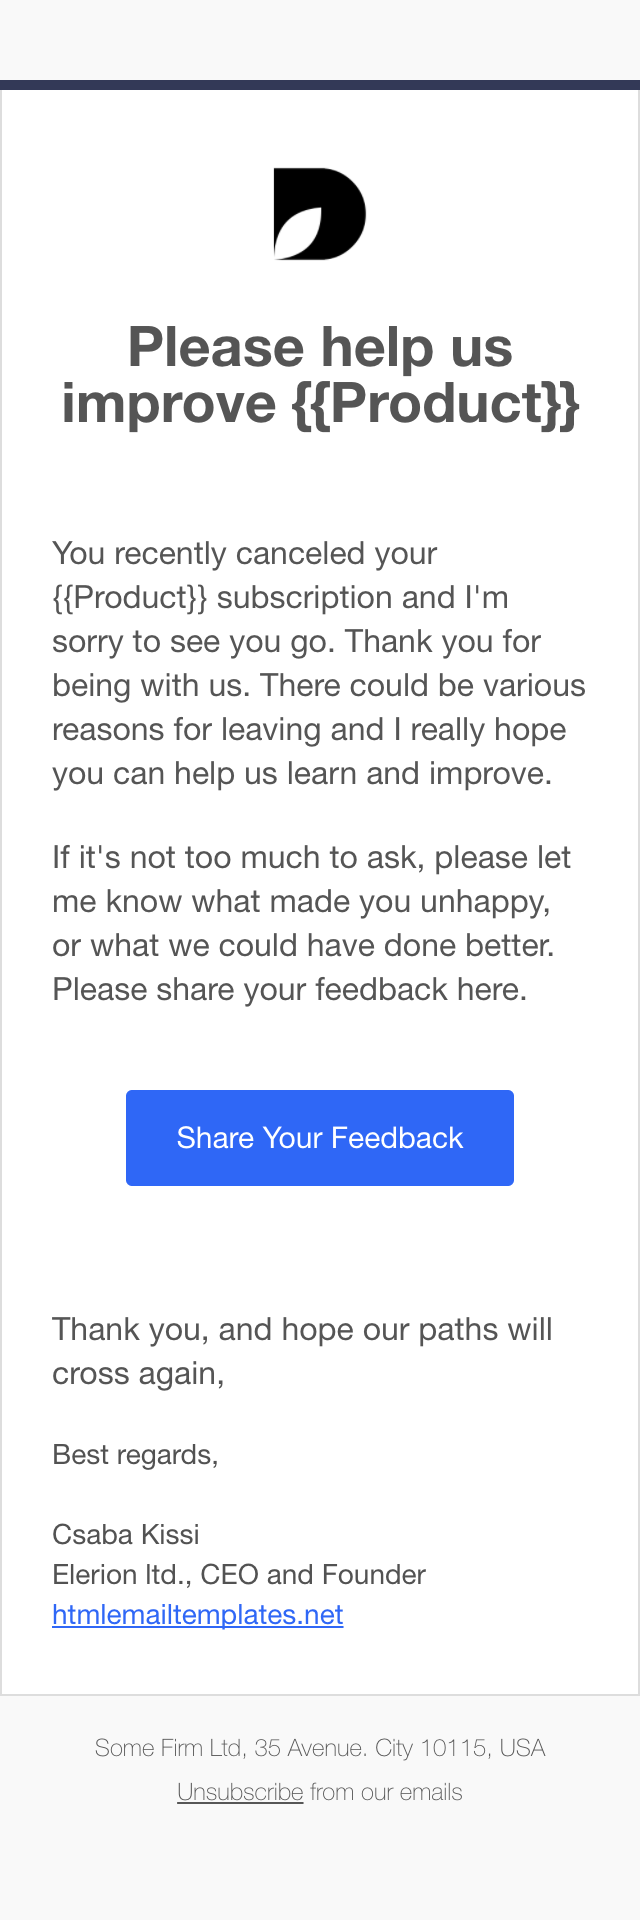 Please help us
improve {{Product}}
You recently canceled your
{{Product}} subscription and I'm
sorry to see you go. Thank you for
being with us. There could be various
reasons for leaving and I really hope
you can help us learn and improve.
If it's not too much to ask, please let
me know what made you unhappy,
or what we could have done better.
Please share your feedback here.
Share Your Feedback
Thank you, and hope our paths will
cross again,
Best regards,
Csaba Kissi
Elerion ltd., CEO and Founder
htmlemailtemplates.net
Some Firm Ltd, 35 Avenue. City 10115, USA
Unsubscribe from our emails